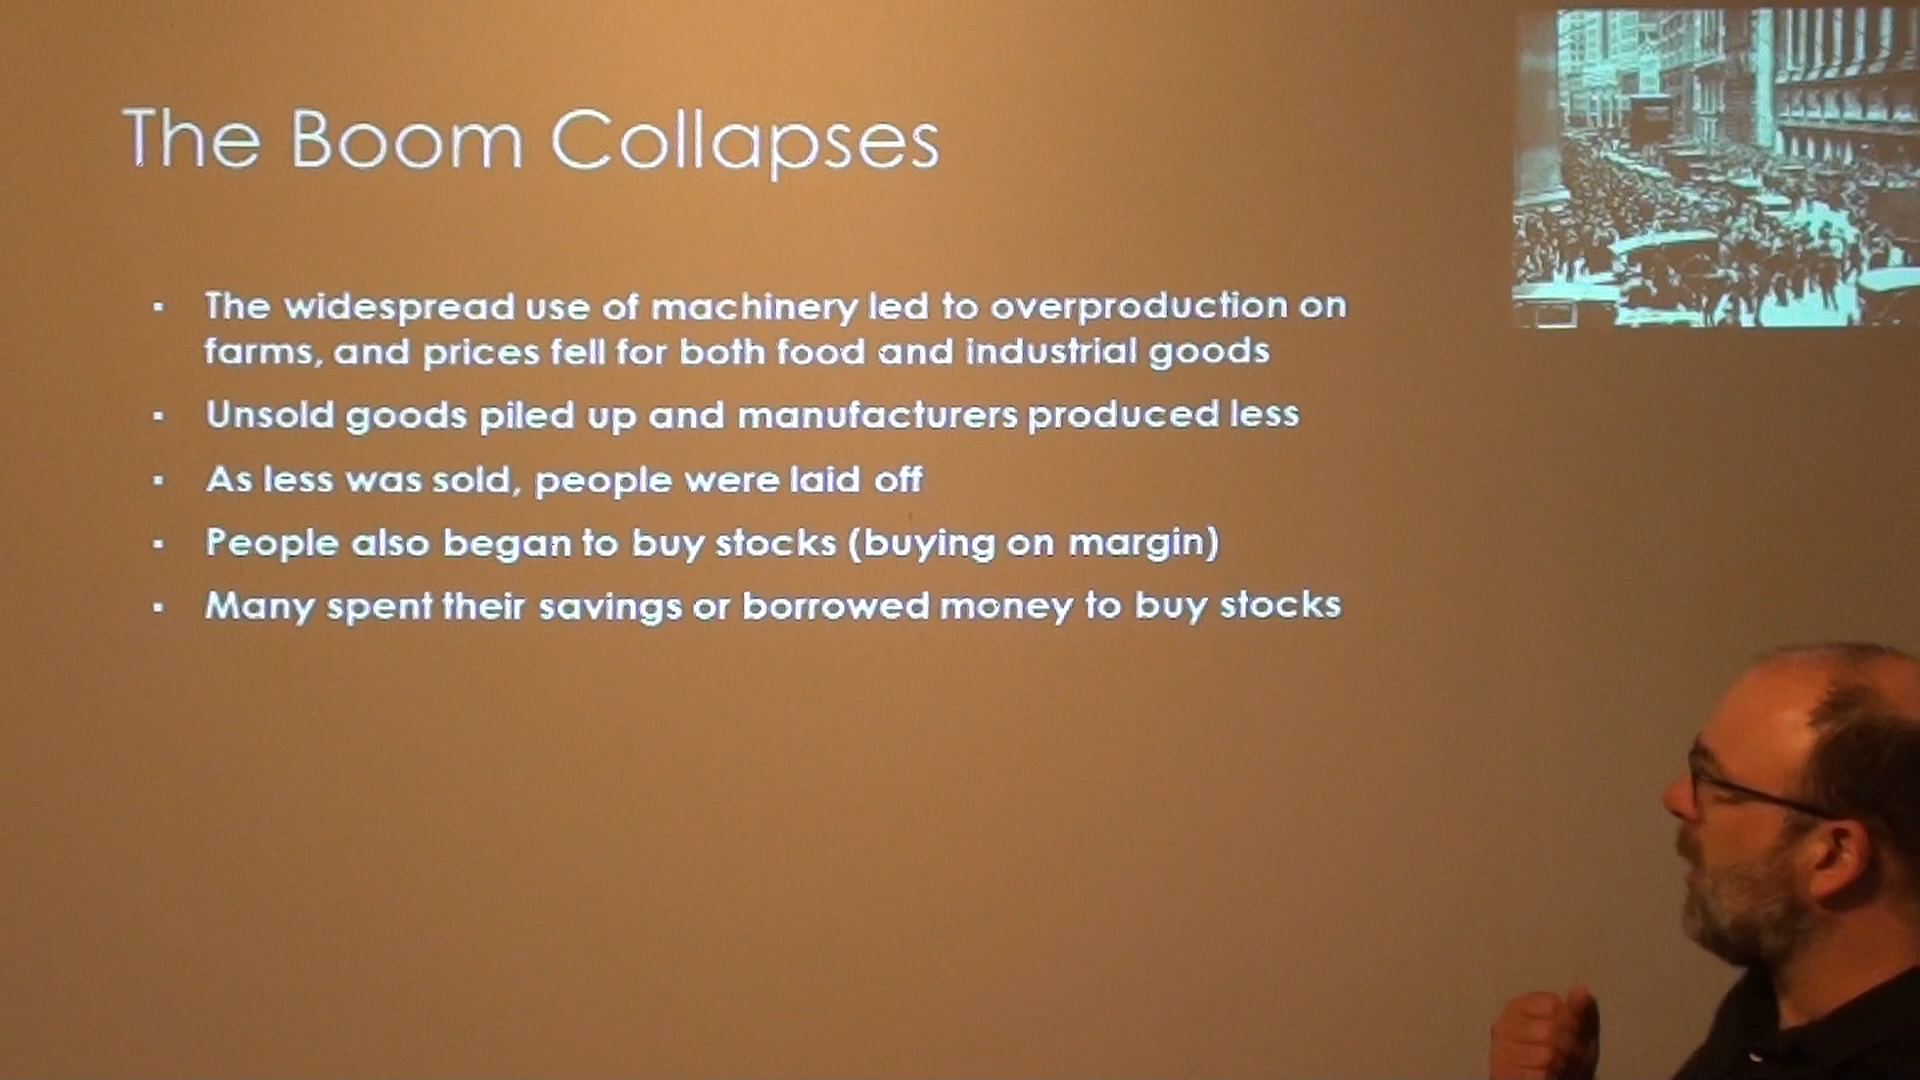 The Boom Collapses
▪ The widespread use of machinery led to overproduction on
farms, and prices fell for both food and industrial goods
▪ Unsold goods piled up and manufacturers produced less
▪ As less was sold, people were laid off
▪ People also began to buy stocks (buying on margin)
▪ Many spent their savings or borrowed money to buy stocks